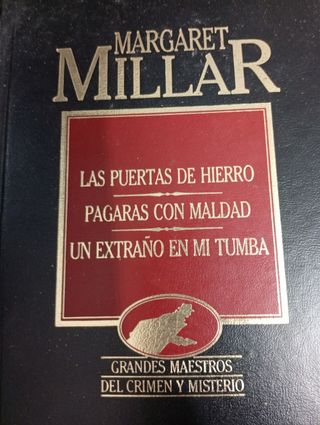 MARGARET
MILLAR
LAS PUERTAS DE HIERRO
PAGARAS CON MALDAD
UN EXTRAÑO EN MI TUMBA
GRANDES MAESTROS
DEL CRIMEN Y MISTERIO